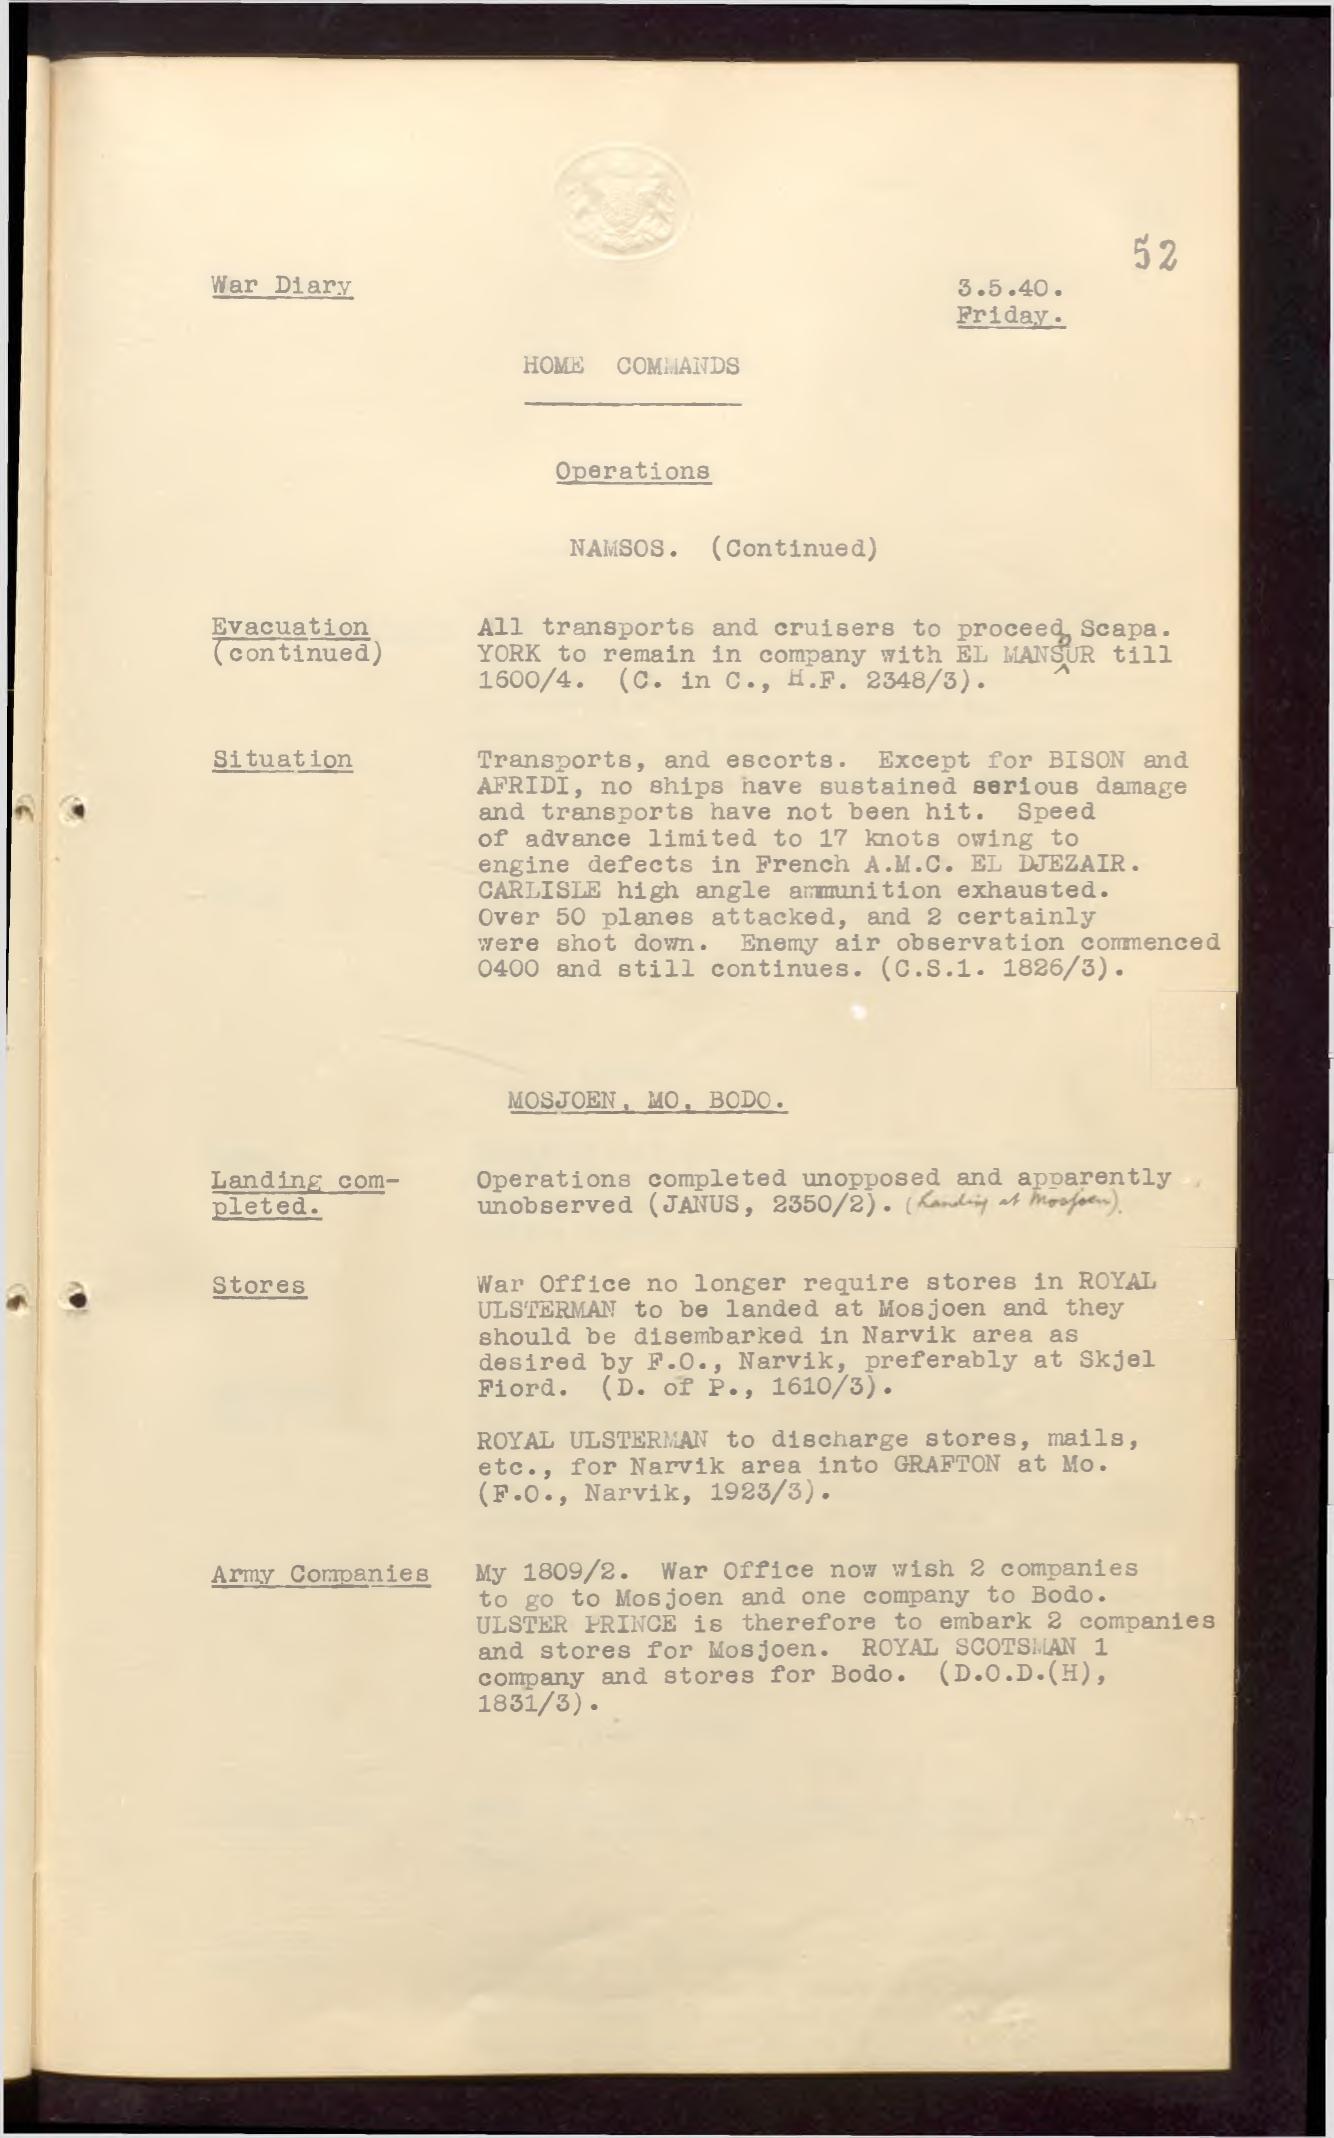 52
War Diary
3.5.40.
Friday.
HOME COMMANDS
Operations
NAMSOS. (Continued)
Evacuation
(continued)
All transports and cruisers to proceed Scapa.
YORK to remain in company with EL MANSUR till
1600/4. (C. in C., H.F. 2348/3).
Situation
Transports, and escorts. Except for BISON and
AFRIDI, no ships have sustained serious damage
and transports have not been hit. Speed
of advance limited to 17 knots owing to
engine defects in French A.M.C. EL DJEZAIR.
CARLISLE high angle ammunition exhausted.
Over 50 planes attacked, and 2 certainly
were shot down. Enemy air observation commenced
0400 and still continues. (C.S.1. 1826/3).
MOSJOEN, MO, BODO.
Landing com-
pleted.
Operations completed unopposed and apparently
unobserved (JANUS, 2350/2). (Landing at Mosjoen).
Stores
War Office no longer require stores in ROYAL
ULSTERMAN to be landed at Mosjoen and they
should be disembarked in Narvik area as
desired by F.O., Narvik, preferably at Skjel
Fiord. (D. of P., 1610/3).
ROYAL ULSTERMAN to discharge stores, mails,
etc., for Narvik area into GRAFTON at Mo.
(F.O., Narvik, 1923/3).
Army Companies
My 1809/2. War Office now wish 2 companies
to go to Mosjoen and one company to Bodo.
ULSTER PRINCE is therefore to embark 2 companies
and stores for Mosjoen. ROYAL SCOTSMAN 1
company and stores for Bodo. (D.O.D.(H),
1831/3).